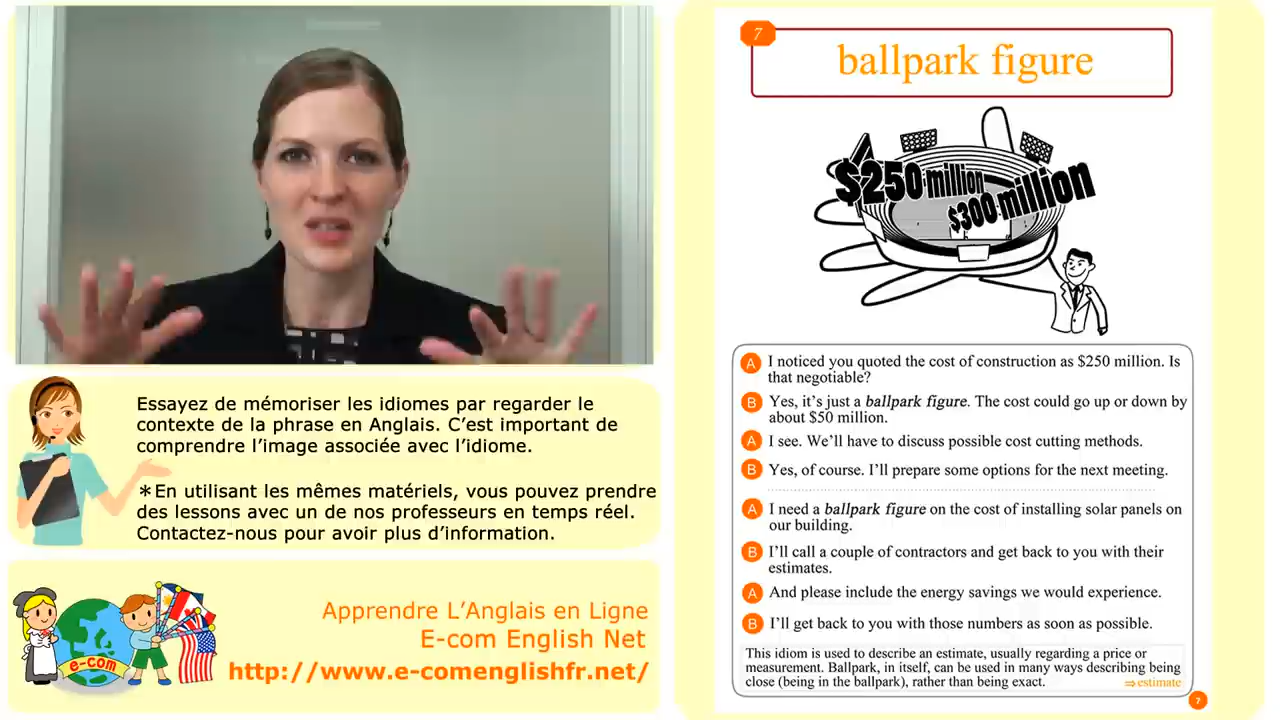 7
ballpark figure
$250 million
$300 million
A I noticed you quoted the cost of construction as $250 million. Is
that negotiable?
B Yes, it's just a ballpark figure. The cost could go up or down by
about $50 million.
A I see. We'll have to discuss possible cost cutting methods.
B Yes, of course. I'll prepare some options for the next meeting.
A I need a ballpark figure on the cost of installing solar panels on
our building.
B I'll call a couple of contractors and get back to you with their
estimates.
A And please include the energy savings we would experience.
B I'll get back to you with those numbers as soon as possible.
This idiom is used to describe an estimate, usually regarding a price or
measurement. Ballpark, in itself, can be used in many ways describing being
close (being in the ballpark), rather than being exact. ⇒estimate
7
Essayez de mémoriser les idiomes par regarder le
contexte de la phrase en Anglais. C'est important de
comprendre l'image associée avec l'idiome.
*En utilisant les mêmes matériels, vous pouvez prendre
des lessons avec un de nos professeurs en temps réel.
Contactez-nous pour avoir plus d'information.
e-com
Apprendre L'Anglais en Ligne
E-com English Net
http://www.e-comenglishfr.net/